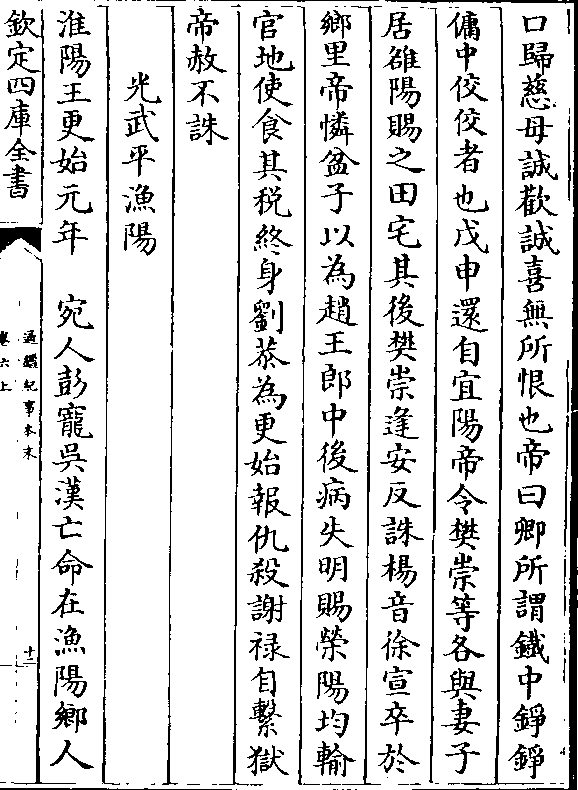 口歸慈母誠歡誠喜無所恨也帝曰卿所謂鐵中錚錚
傭中佼佼者也戊申還自宜陽帝令樊崇等各與妻子
居雒陽賜之田宅其後樊崇逄安反誅楊音徐宣卒於
鄉里帝憐盆子以為趙王郎中後病失明賜滎陽均輸
官地使食其稅終身劉恭為更始報仇殺謝禄自繫獄
帝赦不誅
光武平漁陽
淮陽王更始元年 宛人彭寵吳漢亡命在漁陽鄉人
欽定四庫全書
通鑑紀事本末
卷六上
十二